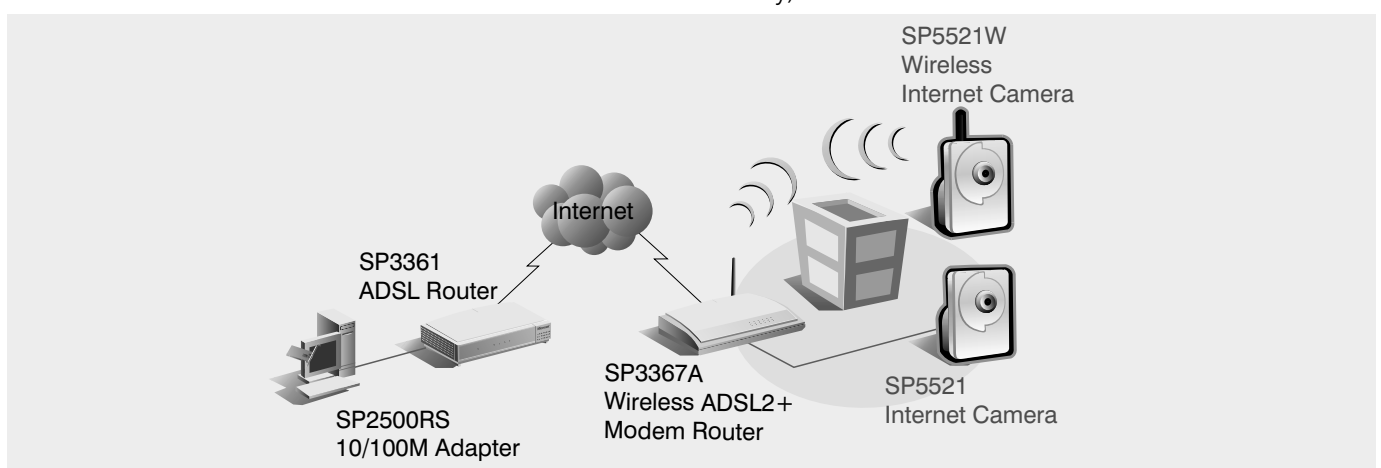 SP5521W
Wireless
Internet Camera
Internet
SP3361
ADSL Router
SP3367A
Wireless ADSL2+
Modem Router
SP5521
Internet Camera
SP2500RS
10/100M Adapter